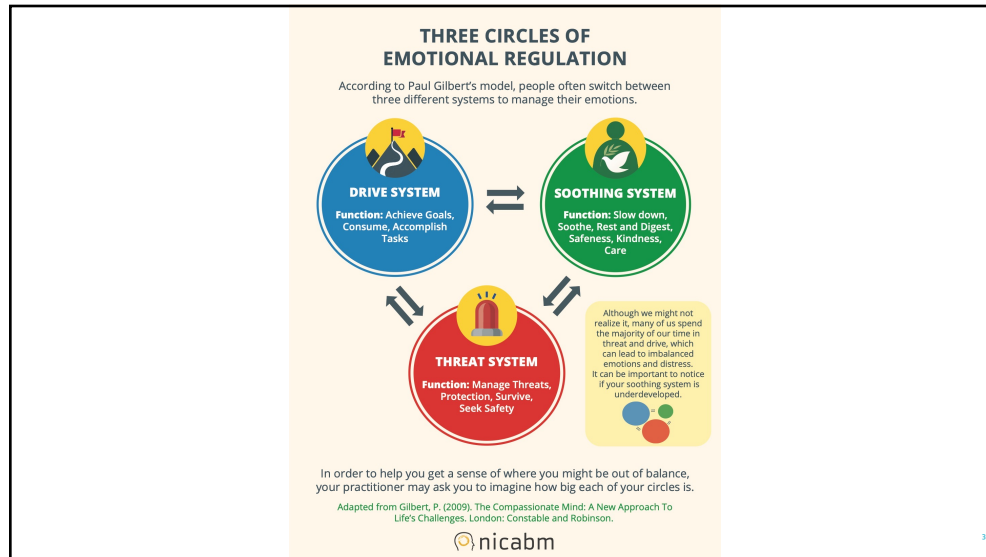 THREE CIRCLES OF
EMOTIONAL REGULATION
According to Paul Gilbert's model, people often switch between
three different systems to manage their emotions.
DRIVE SYSTEM
Function: Achieve Goals,
Consume, Accomplish
Tasks
SOOTHING SYSTEM
Function: Slow down,
Soothe, Rest and Digest,
Safeness, Kindness,
Care
THREAT SYSTEM
Function: Manage Threats,
Protection, Survive,
Seek Safety
Although we might not
realize it, many of us spend
the majority of our time in
threat and drive, which
can lead to imbalanced
emotions and distress.
It can be important to notice
if your soothing system is
underdeveloped.
In order to help you get a sense of where you might be out of balance,
your practitioner may ask you to imagine how big each of your circles is.
Adapted from Gilbert, P. (2009). The Compassionate Mind: A New Approach To
Life's Challenges. London: Constable and Robinson.
nicabm
3